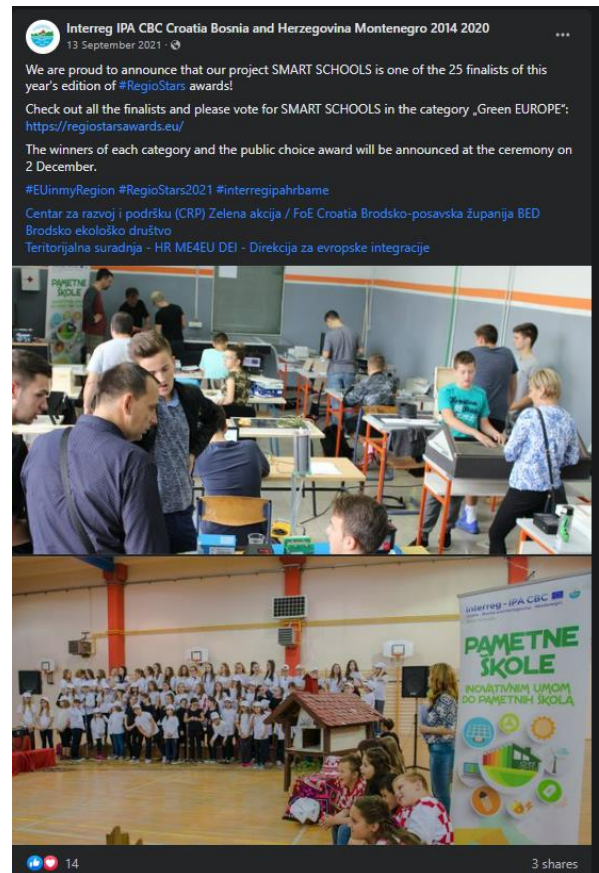 Interreg IPA CBC Croatia Bosnia and Herzegovina Montenegro 2014 2020
13 September 2021 ·
We are proud to announce that our project SMART SCHOOLS is one of the 25 finalists of this
year's edition of #RegioStars awards!
Check out all the finalists and please vote for SMART SCHOOLS in the category „Green EUROPE":
https://regiostarsawards.eu/
The winners of each category and the public choice award will be announced at the ceremony on
2 December.
#EUinmyRegion #RegioStars2021 #interregipahrbame
Centar za razvoj i podršku (CRP) Zelena akcija / FoE Croatia Brodsko-posavska županija BED
Brodsko ekološko društvo
Teritorijalna suradnja - HR ME4EU DEI - Direkcija za evropske integracije
PAMETNE
ŠKOLE
Interreg - IPA CBC
PAMETNE
ŠKOLE
INOVATIVNIM UMOM
DO PAMETNIH ŠKOLA
14
3 shares